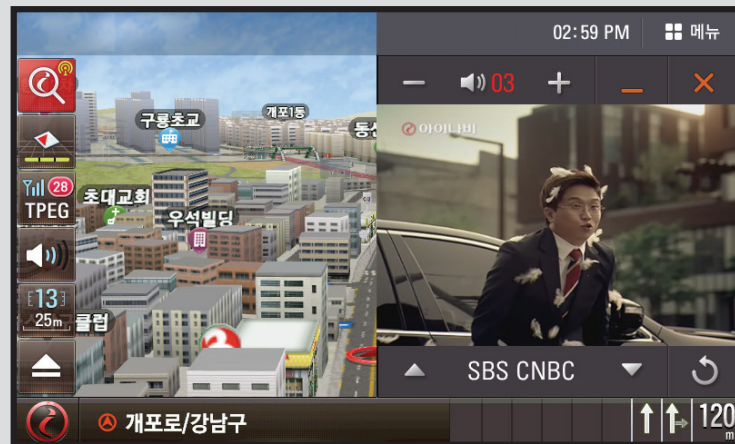 02:59 PM 메뉴
03
구룡초교
개포1동
동신
아이나비
28
TPEG
초대교회
우석빌딩
13
25m
클럽
SBS CNBC
개포로/강남구
120
m